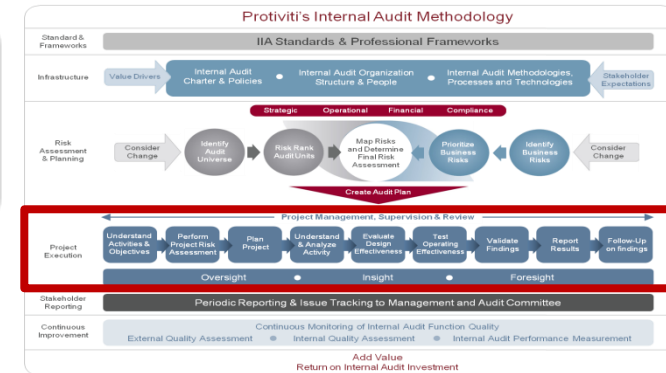 Protiviti's Internal Audit Methodology
Standard &
Frameworks
IIA Standards & Professional Frameworks
Infrastructure
Value Drivers
Internal Audit
Charter & Policies
●
Internal Audit Organization
Structure & People
●
Internal Audit Methodologies,
Processes and Technologies
Stakeholder
Expectations
Strategic Operational Financial Compliance
Risk
Assessment
& Planning
Consider
Change
Identify
Audit
Universe
Risk Rank
Audit Units
Map Risks
and Determine
Final Risk
Assessment
Prioritize
Business
Risks
Identify
Business
Risks
Consider
Change
Create Audit Plan
Project Management, Supervision & Review
Project
Execution
Understand
Activities &
Objectives
Perform
Project Risk
Assessment
Plan
Project
Understand
& Analyze
Activity
Evaluate
Design
Effectiveness
Test
Operating
Effectiveness
Validate
Findings
Report
Results
Follow-Up
on findings
Oversight ● Insight ● Foresight
Stakeholder
Reporting
Periodic Reporting & Issue Tracking to Management and Audit Committee
Continuous
Improvement
Continuous Monitoring of Internal Audit Function Quality
External Quality Assessment ● Internal Quality Assessment ● Internal Audit Performance Measurement
Add Value
Return on Internal Audit Investment